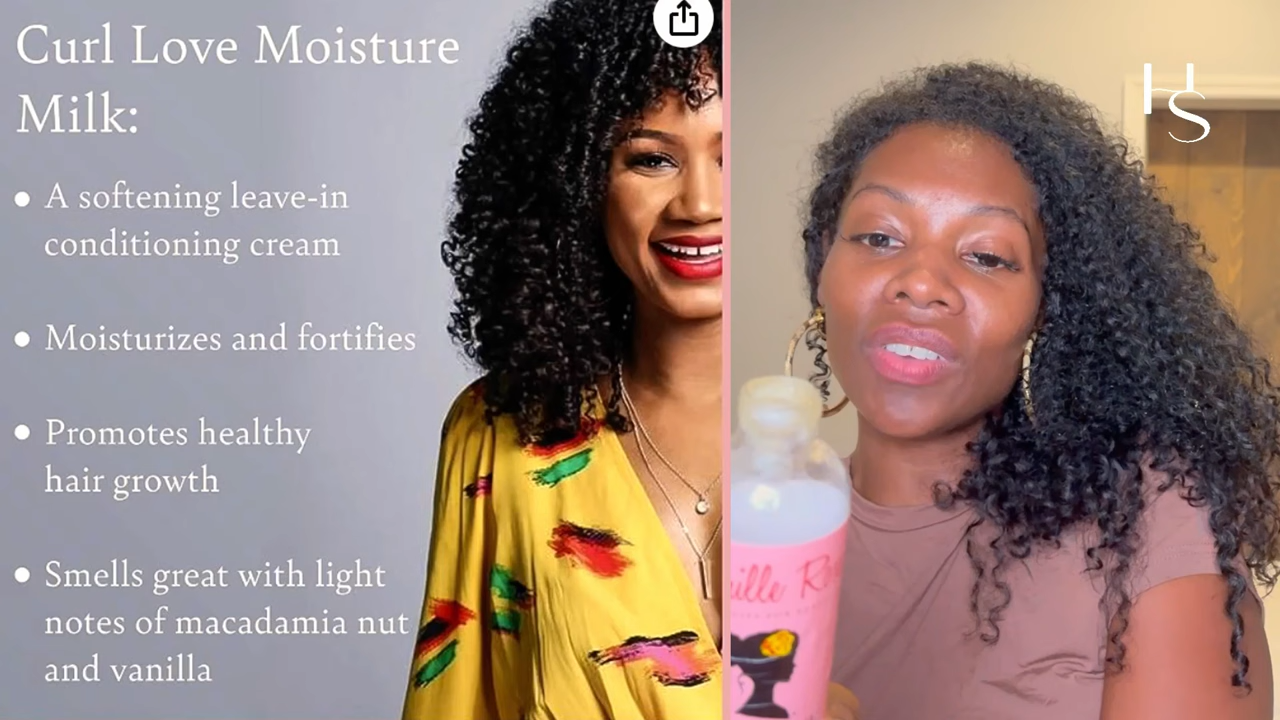 Curl Love Moisture
Milk:
A softening leave-in
conditioning cream
Moisturizes and fortifies
Promotes healthy
hair growth
Smells great with light
notes of macadamia nut
and vanilla
HS